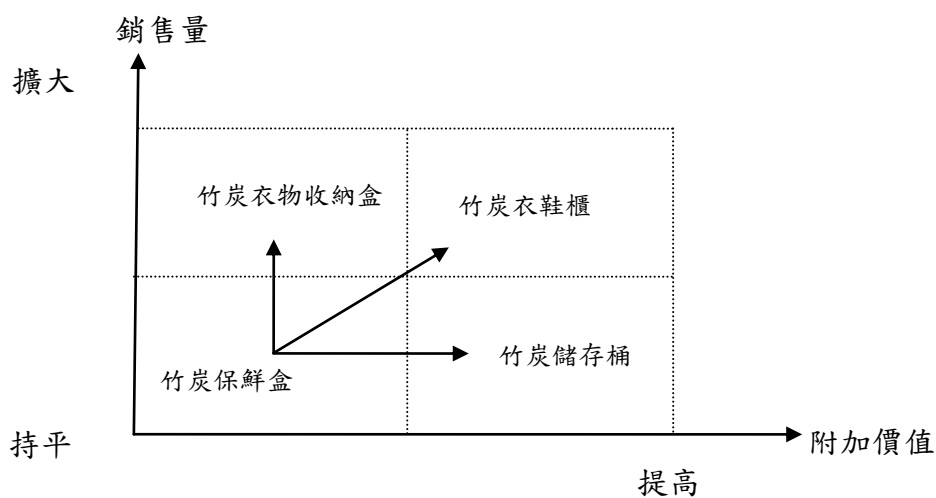 銷售量
擴大
竹炭衣物收納盒
竹炭衣鞋櫃
竹炭儲存桶
竹炭保鮮盒
持平
附加價值
提高